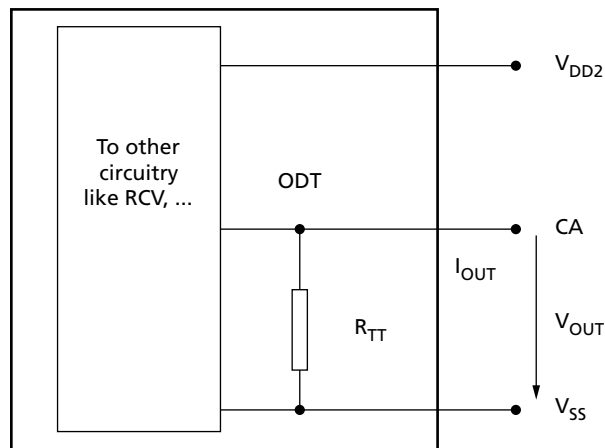 V_DD2
To other
circuitry
like RCV, ...
ODT
CA
I_OUT
R_TT
V_OUT
V_SS